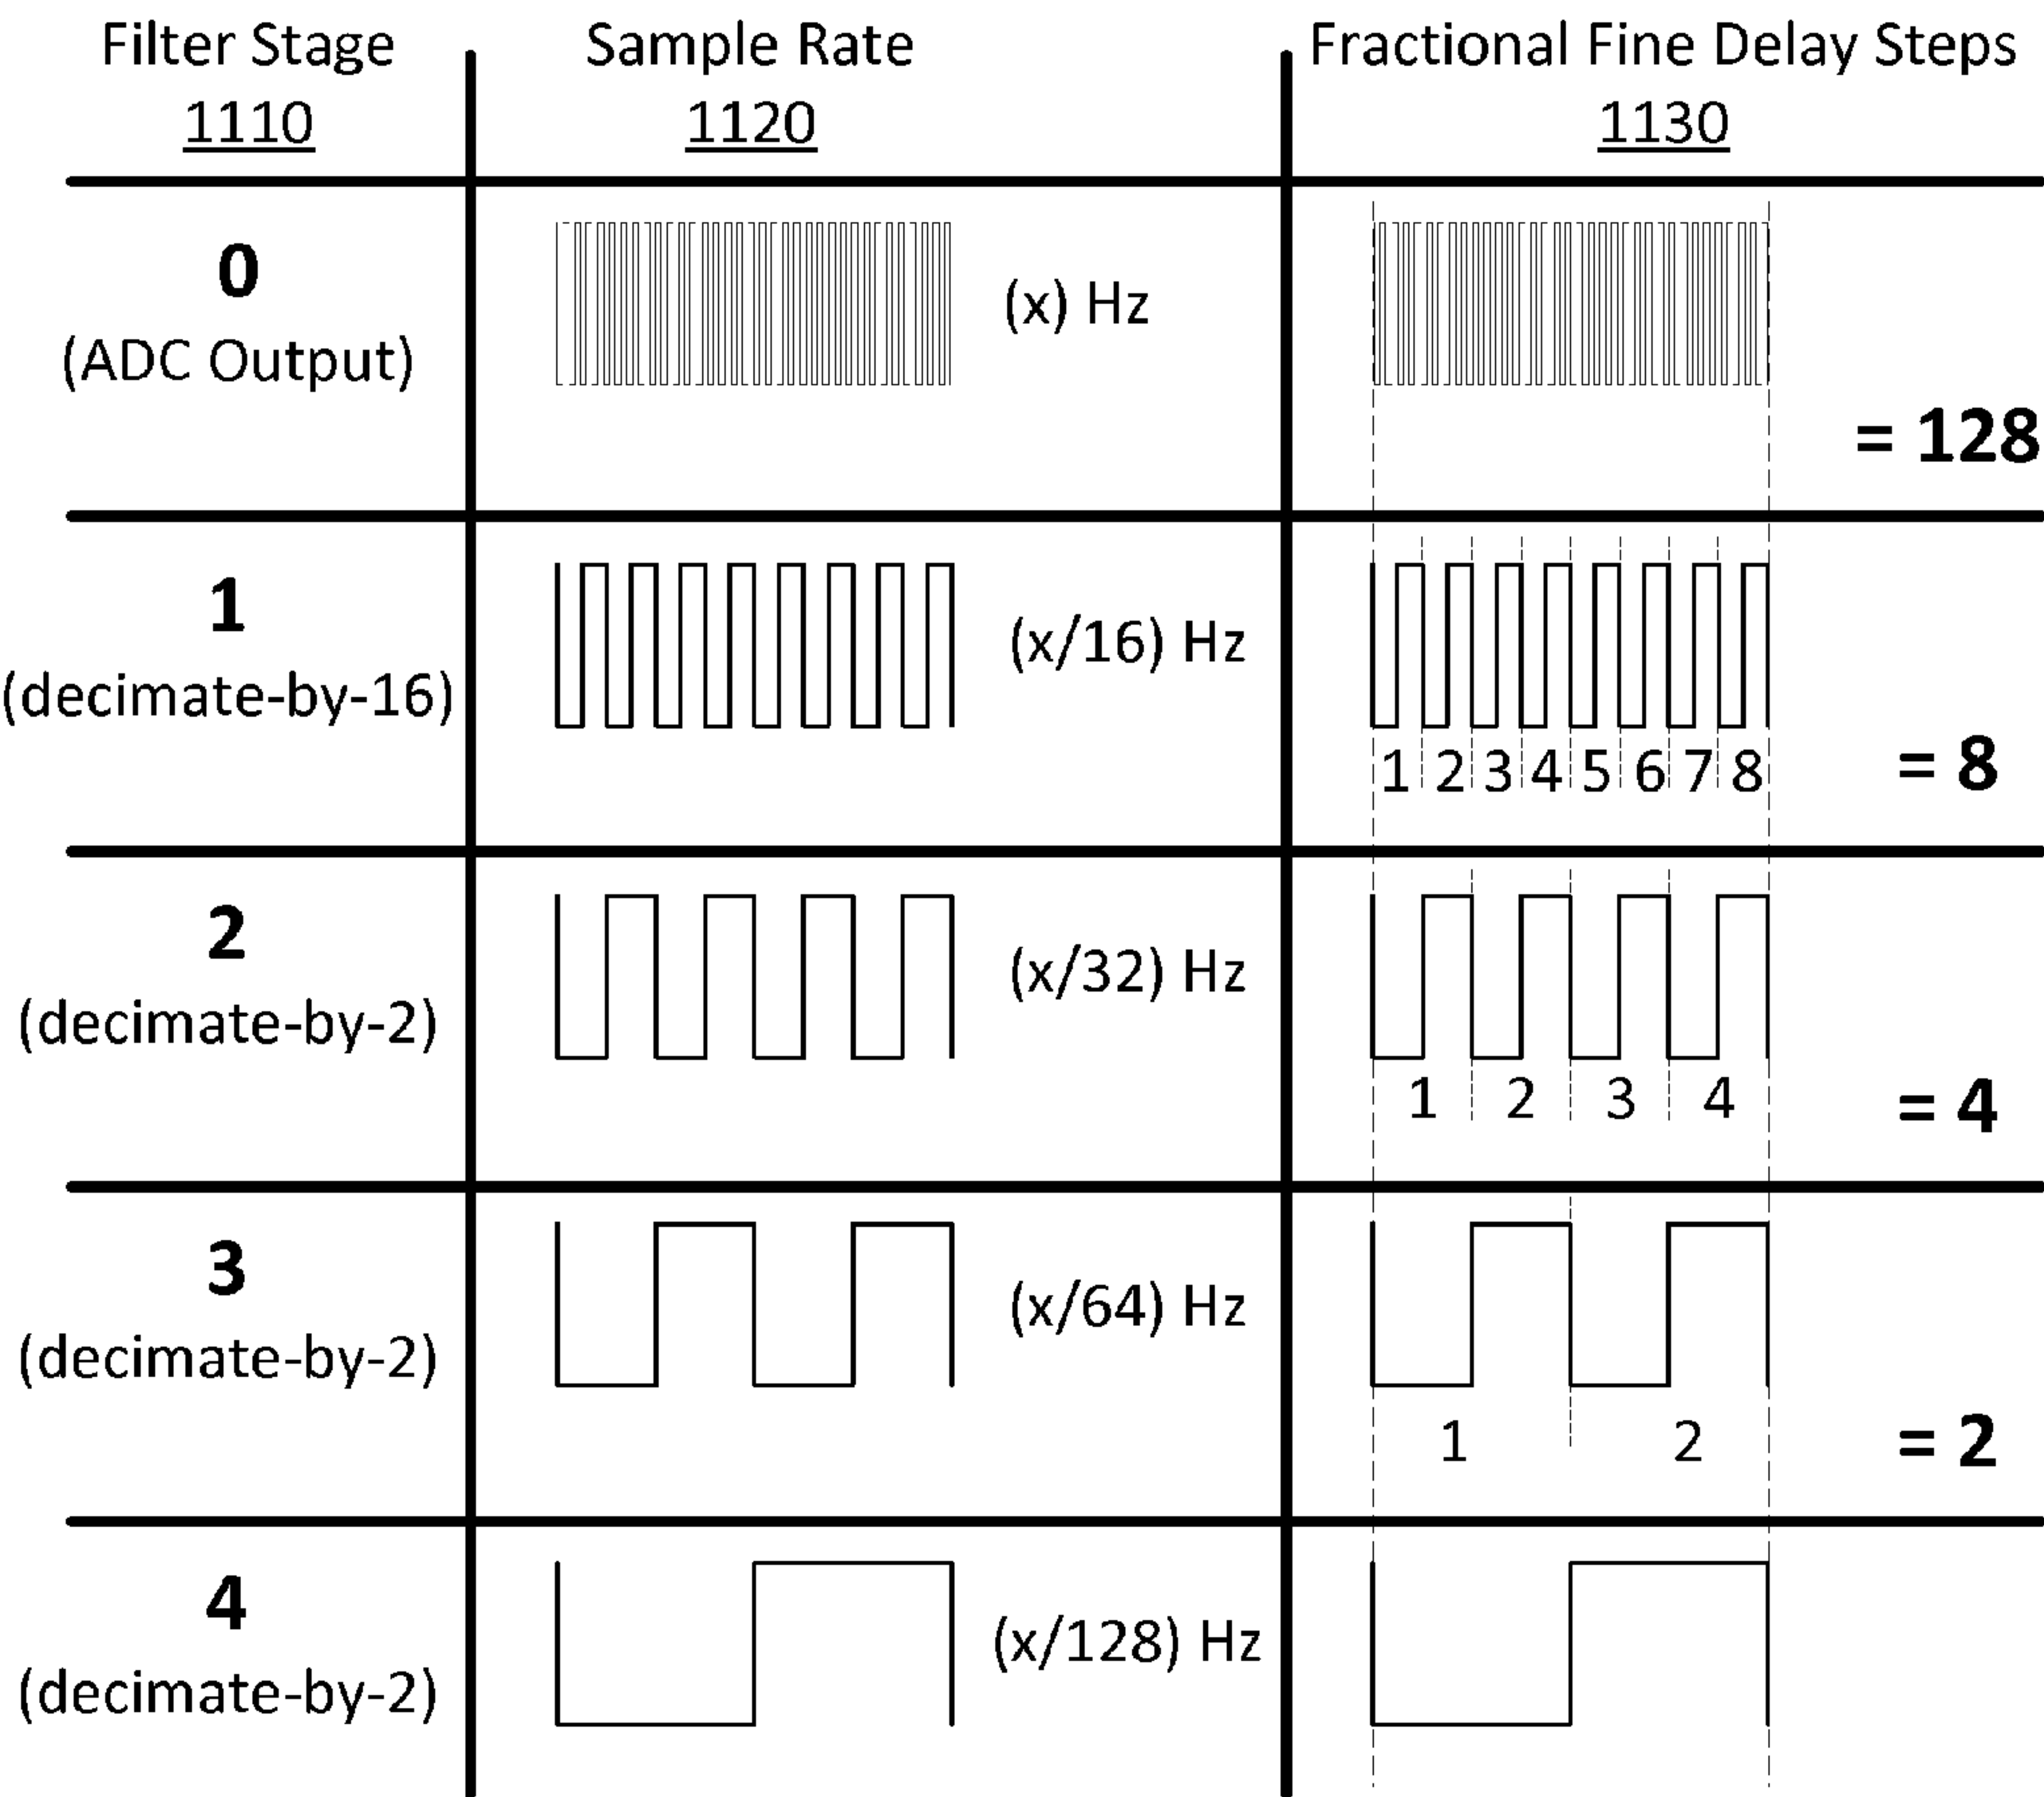 Filter Stage
1110
Sample Rate
1120
Fractional Fine Delay Steps
1130
0
(ADC Output)
(x) Hz
= 128
1
(decimate-by-16)
(x/16) Hz
1 2 3 4 5 6 7 8
= 8
2
(decimate-by-2)
(x/32) Hz
1 2 3 4
= 4
3
(decimate-by-2)
(x/64) Hz
1 2
= 2
4
(decimate-by-2)
(x/128) Hz